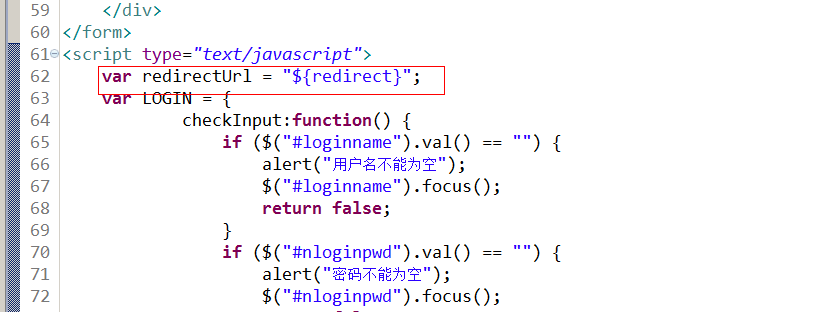 59 </div>
60 </form>
61 <script type="text/javascript">
62 var redirectUrl = "${redirect}";
63 var LOGIN = {
64 checkInput:function() {
65 if ($("#loginname").val() == "") {
66 alert("用户名不能为空");
67 $("#loginname").focus();
68 return false;
69 }
70 if ($("#nloginpwd").val() == "") {
71 alert("密码不能为空");
72 $("#nloginpwd").focus();